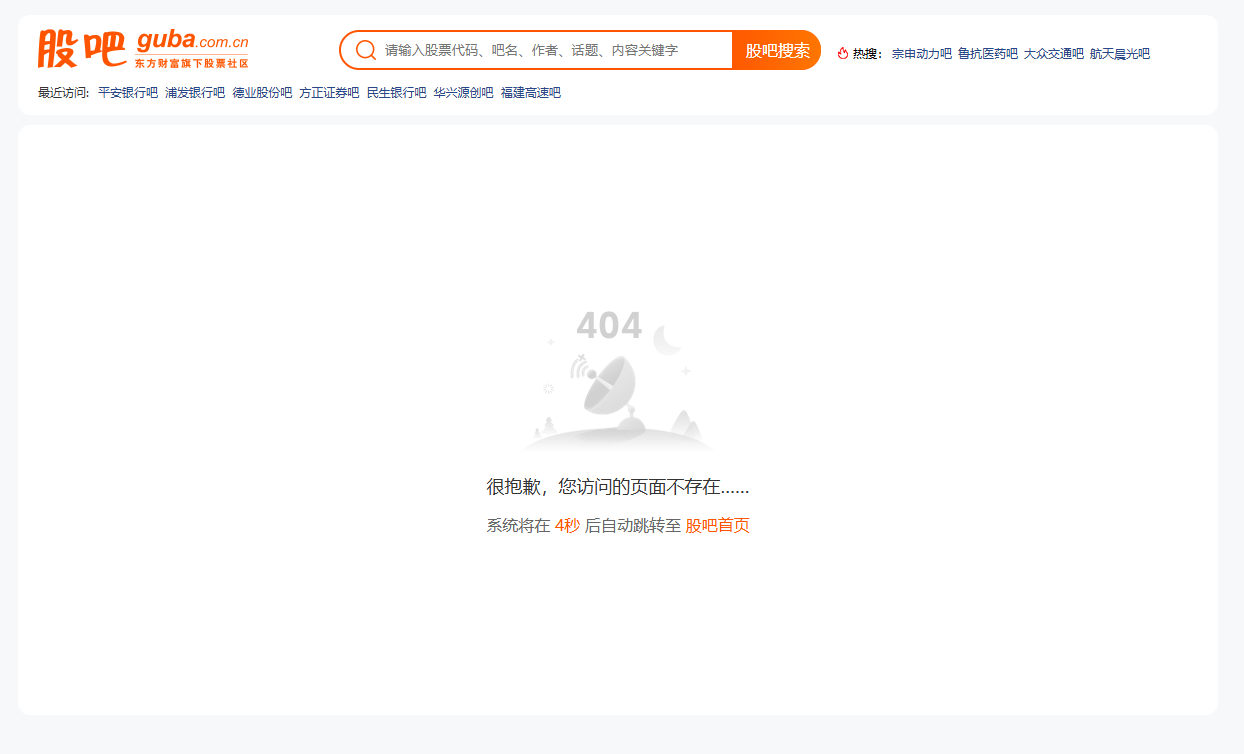 股吧 guba.com.cn
东方财富旗下股票社区
请输入股票代码、吧名、作者、话题、内容关键字
股吧搜索
热搜： 宗申动力吧 鲁抗医药吧 大众交通吧 航天晨光吧
最近访问: 平安银行吧 浦发银行吧 德业股份吧 方正证券吧 民生银行吧 华兴源创吧 福建高速吧
404
很抱歉，您访问的页面不存在......
系统将在 4秒 后自动跳转至 股吧首页